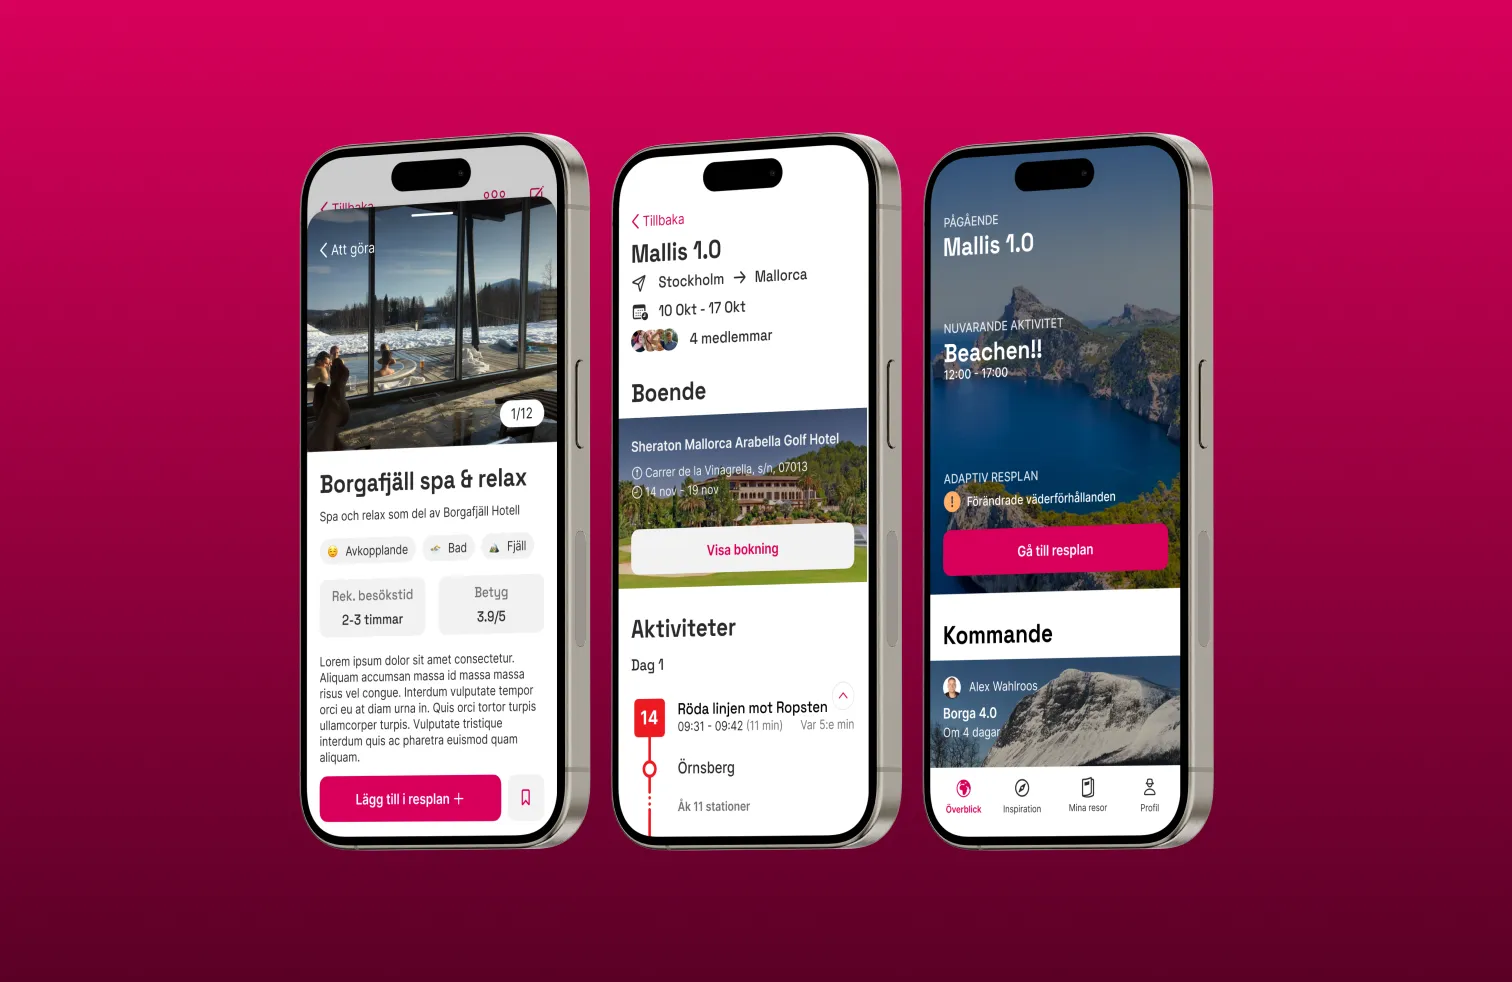 Tillbaka
Att göra
1/12
Borgafjäll spa & relax
Spa och relax som del av Borgafjäll Hotell
Avkopplande
Bad
Fjäll
Rek. besökstid
2-3 timmar
Betyg
3.9/5
Lorem ipsum dolor sit amet consectetur.
Aliquam accumsan massa id massa massa
risus vel congue. Interdum vulputate tempor
orci eu at diam urna in. Quis orci tortor turpis
ullamcorper turpis. Vulputate tristique
interdum quis ac pharetra euismod quam
aliquam.
Lägg till i resplan +
Tillbaka
Mallis 1.0
Stockholm → Mallorca
10 Okt - 17 Okt
4 medlemmar
Boende
Sheraton Mallorca Arabella Golf Hotel
Carrer de la Vinagrella, s/n, 07013
14 nov - 19 nov
Visa bokning
Aktiviteter
Dag 1
14
Röda linjen mot Ropsten
09:31 - 09:42 (11 min) Var 5:e min
Örnsberg
Åk 11 stationer
PÅGÅENDE
Mallis 1.0
NUVARANDE AKTIVITET
Beachen!!
12:00 - 17:00
ADAPTIV RESPLAN
Förändrade väderförhållanden
Gå till resplan
Kommande
Alex Wahlroos
Borga 4.0
Om 4 dagar
Överblick
Inspiration
Mina resor
Profil